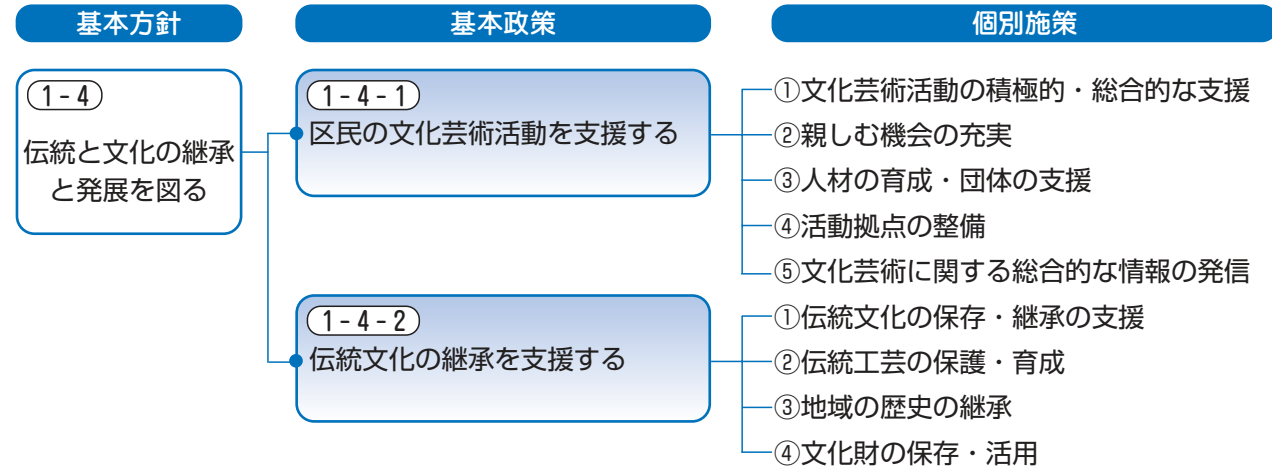 基本方針
基本政策
個別施策
1-4
伝統と文化の継承
と発展を図る
1-4-1
区民の文化芸術活動を支援する
①文化芸術活動の積極的・総合的な支援
②親しむ機会の充実
③人材の育成・団体の支援
④活動拠点の整備
⑤文化芸術に関する総合的な情報の発信
1-4-2
伝統文化の継承を支援する
①伝統文化の保存・継承の支援
②伝統工芸の保護・育成
③地域の歴史の継承
④文化財の保存・活用